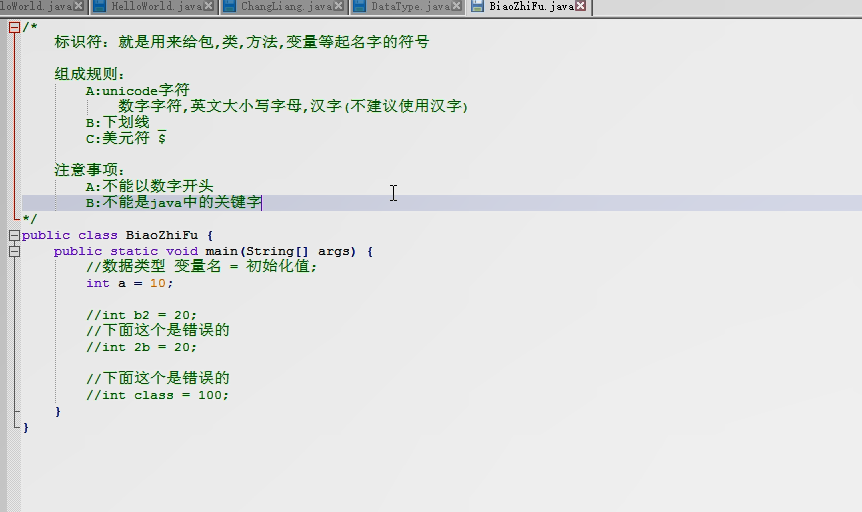 loWorld.java HelloWorld.java ChangLiang.java DataType.java BiaoZhiFu.java
/*
标识符: 就是用来给包,类,方法,变量等起名字的符号
组成规则:
A:unicode字符
数字字符,英文大小写字母,汉字(不建议使用汉字)
B:下划线 _
C:美元符 $
注意事项:
A:不能以数字开头
B:不能是java中的关键字
*/
public class BiaoZhiFu {
public static void main(String[] args) {
//数据类型 变量名 = 初始化值;
int a = 10;
//int b2 = 20;
//下面这个是错误的
//int 2b = 20;
//下面这个是错误的
//int class = 100;
}
}